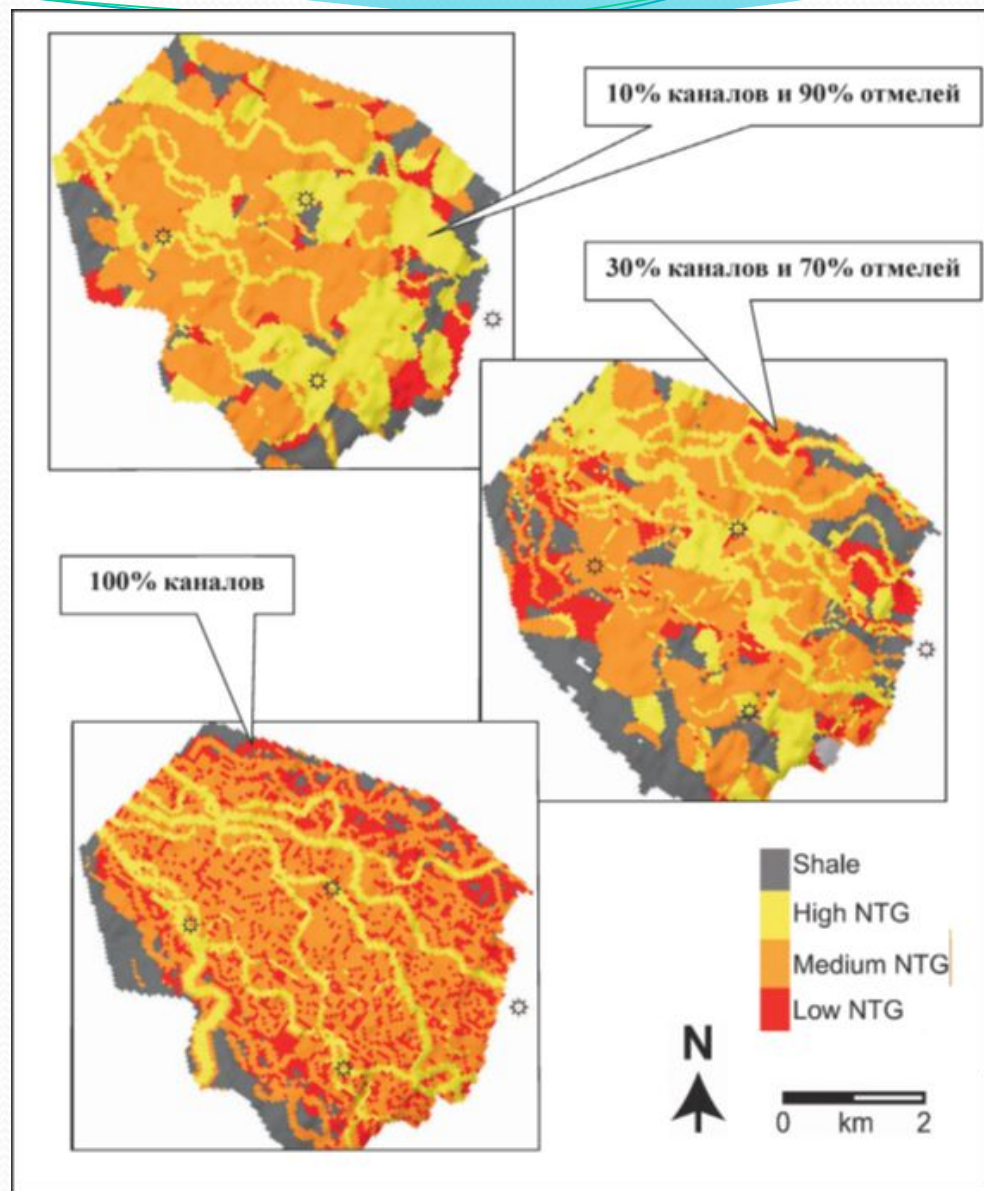 10% каналов и 90% отмелей
30% каналов и 70% отмелей
100% каналов
Shale
High NTG
Medium NTG
Low NTG
N
0 km 2